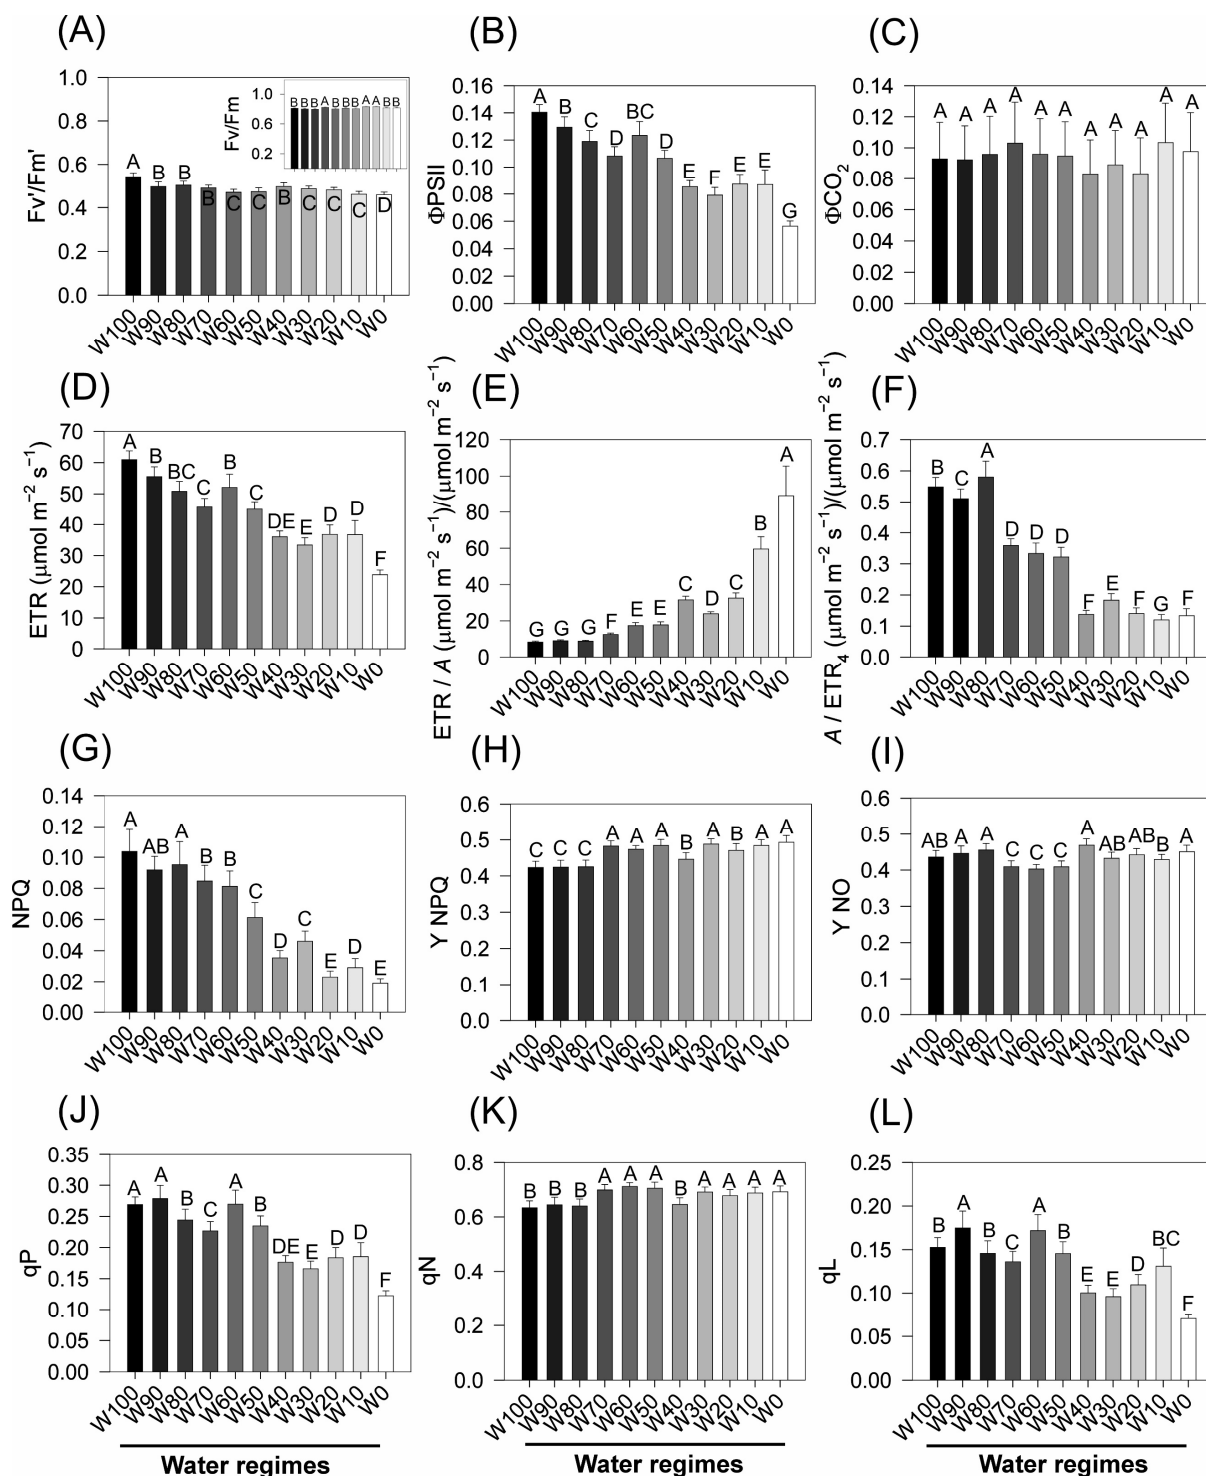 (A)
Fv'/Fm'
1.0
0.8
0.6
0.4
0.2
0.0
A B B B C C B C C C D
Fv/Fm
1.0
0.6
0.2
B B B A B B B A A B B
W100 W90 W80 W70 W60 W50 W40 W30 W20 W10 W0
(B)
ΦPSII
0.16
0.14
0.12
0.10
0.08
0.06
0.04
0.02
0.00
A B C D BC D E F E E G
W100 W90 W80 W70 W60 W50 W40 W30 W20 W10 W0
(C)
ΦCO2
0.14
0.12
0.10
0.08
0.06
0.04
0.02
0.00
A A A A A A A A A A A
W100 W90 W80 W70 W60 W50 W40 W30 W20 W10 W0
(D)
ETR (μmol m−2 s−1)
70
60
50
40
30
20
10
0
A B BC C B C DE E D D F
W100 W90 W80 W70 W60 W50 W40 W30 W20 W10 W0
(E)
ETR / A (μmol m−2 s−1)/(μmol m−2 s−1)
120
100
80
60
40
20
0
G G G F E E C D C B A
W100 W90 W80 W70 W60 W50 W40 W30 W20 W10 W0
(F)
A / ETR4 (μmol m−2 s−1)/(μmol m−2 s−1)
0.7
0.6
0.5
0.4
0.3
0.2
0.1
0.0
B C A D D D F E F G F
W100 W90 W80 W70 W60 W50 W40 W30 W20 W10 W0
(G)
NPQ
0.14
0.12
0.10
0.08
0.06
0.04
0.02
0.00
A AB A B B C D C E D E
W100 W90 W80 W70 W60 W50 W40 W30 W20 W10 W0
(H)
Y NPQ
0.6
0.5
0.4
0.3
0.2
0.1
0.0
C C C A A A B A B A A
W100 W90 W80 W70 W60 W50 W40 W30 W20 W10 W0
(I)
Y NO
0.6
0.5
0.4
0.3
0.2
0.1
0.0
AB A A C C C A AB AB B A
W100 W90 W80 W70 W60 W50 W40 W30 W20 W10 W0
(J)
qP
0.35
0.30
0.25
0.20
0.15
0.10
0.05
0.00
A A B C A B DE E D D F
W100 W90 W80 W70 W60 W50 W40 W30 W20 W10 W0
Water regimes
(K)
qN
0.8
0.6
0.4
0.2
0.0
B B B A A A B A A A A
W100 W90 W80 W70 W60 W50 W40 W30 W20 W10 W0
Water regimes
(L)
qL
0.25
0.20
0.15
0.10
0.05
0.00
B A B C A B E E D BC F
W100 W90 W80 W70 W60 W50 W40 W30 W20 W10 W0
Water regimes